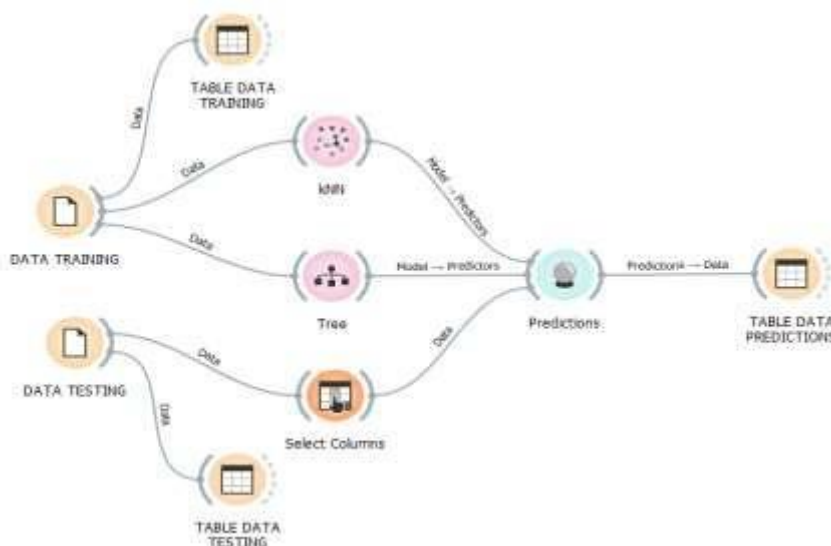 TABLE DATA
TRAINING
Data
Data
kNN
Model → Predictors
DATA TRAINING
Data
Model → Predictors
Tree
Predictions
Predictions → Data
TABLE DATA
PREDICTIONS
DATA TESTING
Data
Data
Data
Select Columns
TABLE DATA
TESTING